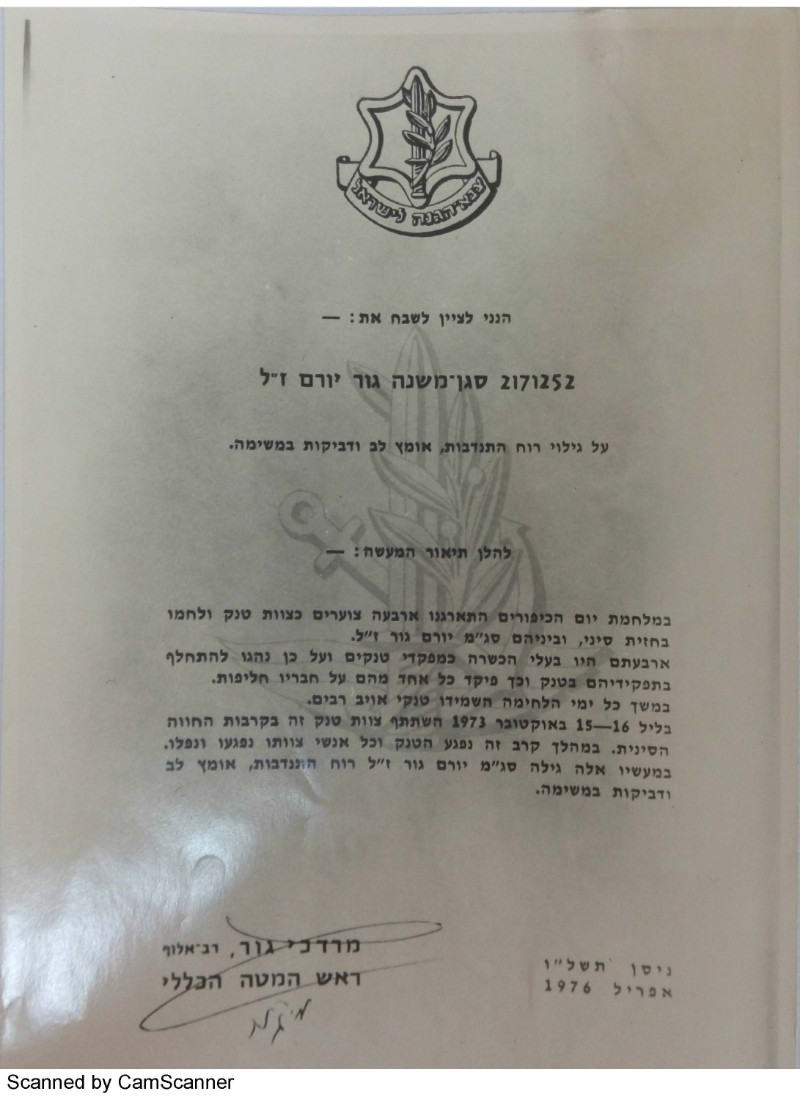 צבא הגנה לישראל
הנני לציין לשבח את: —
2171252 סגן־משנה גור יורם ז״ל
על גילוי רוח התנדבות, אומץ לב ודביקות במשימה.
להלן תיאור המעשה: —
במלחמת יום הכיפורים התארגנו ארבעה צוערים כצוות טנק ולחמו
בחזית סיני, וביניהם סג״מ יורם גור ז״ל.
ארבעתם היו בעלי הכשרה כמפקדי טנקים ועל כן נהגו להתחלף
בתפקידיהם בטנק וכך פיקד כל אחד מהם על חבריו חליפות.
במשך כל ימי הלחימה השמידו טנקי אויב רבים.
בליל 16—15 באוקטובר 1973 השתתף צוות טנק זה בקרבות החווה
הסינית. במהלך קרב זה נפגע הטנק וכל אנשי צוותו נפגעו ונפלו.
במעשיו אלה גילה סג״מ יורם גור ז״ל רוח התנדבות, אומץ לב
ודביקות במשימה.
מרדכי גור, רב־אלוף
ראש המטה הכללי
ניסן תשל״ו
אפריל 1976
Scanned by CamScanner